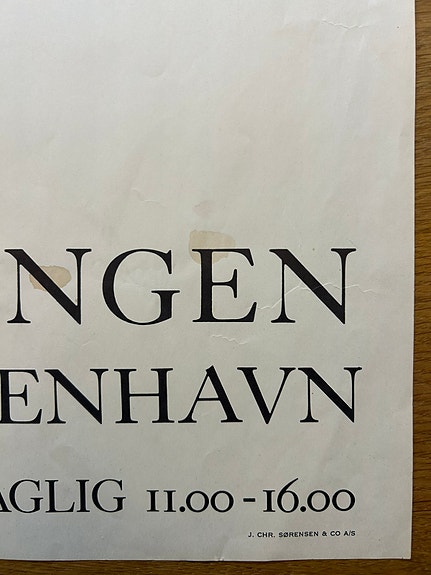 NGEN
ENHAVN
AGLIG 11.00-16.00
J. CHR. SØRENSEN & CO A/S